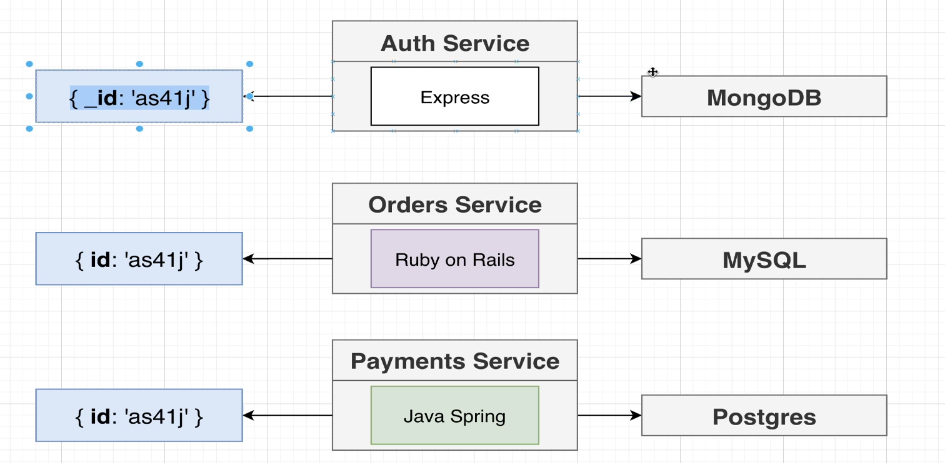 Auth Service
{ _id: 'as41j' }
Express
MongoDB
Orders Service
{ id: 'as41j' }
Ruby on Rails
MySQL
Payments Service
{ id: 'as41j' }
Java Spring
Postgres